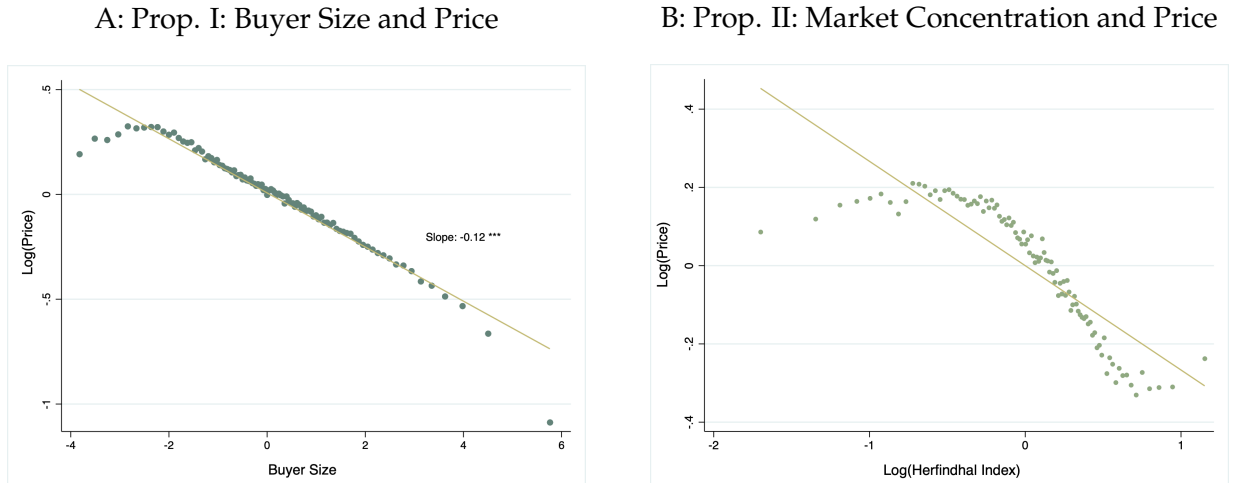 A: Prop. I: Buyer Size and Price
.5
0
-.5
-1
Log(Price)
Slope: -0.12 ***
-4 -2 0 2 4 6
Buyer Size
B: Prop. II: Market Concentration and Price
.4
.2
0
-.2
-.4
Log(Price)
-2 -1 0 1
Log(Herfindhal Index)